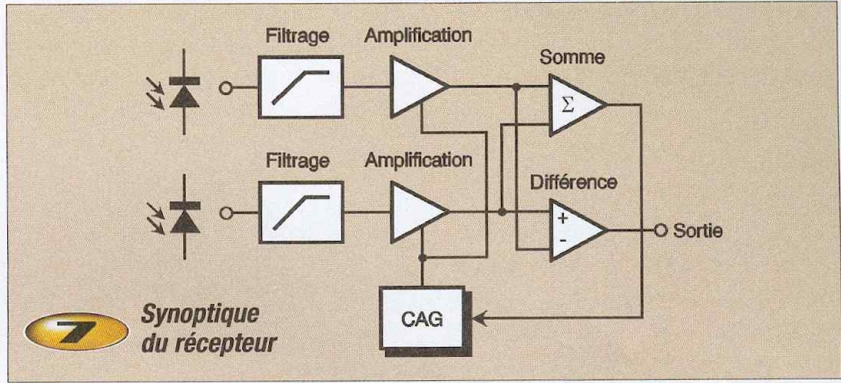 Filtrage
Amplification
Somme
Σ
Filtrage
Amplification
Différence
+
-
Sortie
CAG
7
Synoptique
du récepteur